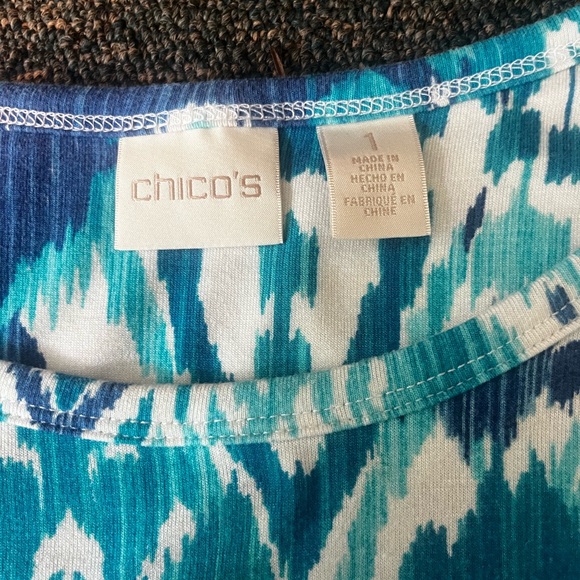 chico's
1
MADE IN
CHINA
HECHO EN
CHINA
FABRIQUÉ EN
CHINE